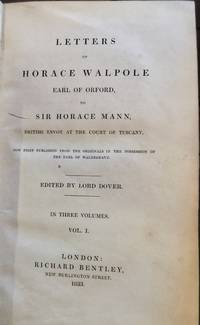 LETTERS
OF
HORACE WALPOLE
EARL OF ORFORD,
TO
SIR HORACE MANN,
BRITISH ENVOY AT THE COURT OF TUSCANY.
NOW FIRST PUBLISHED FROM THE ORIGINALS IN THE POSSESSION OF
THE EARL OF WALDEGRAVE.
EDITED BY LORD DOVER.
IN THREE VOLUMES.
VOL. I.
LONDON:
RICHARD BENTLEY,
NEW BURLINGTON STREET.
1833.